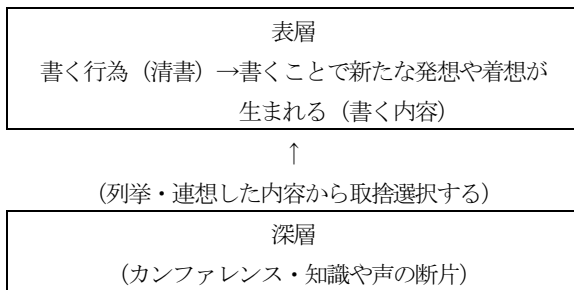 表層
書く行為（清書）→書くことで新たな発想や着想が
生まれる（書く内容）
↑
（列挙・連想した内容から取捨選択する）
深層
（カンファレンス・知識や声の断片）